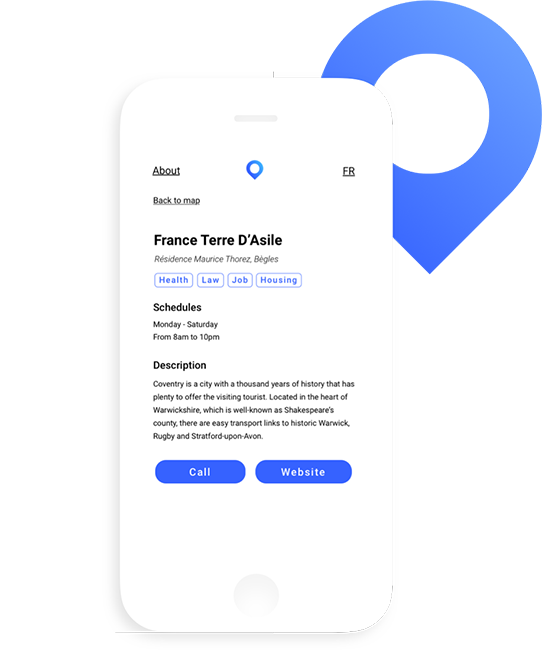 About
FR
Back to map
France Terre D’Asile
Résidence Maurice Thorez, Bègles
Health Law Job Housing
Schedules
Monday - Saturday
From 8am to 10pm
Description
Coventry is a city with a thousand years of history that has
plenty to offer the visiting tourist. Located in the heart of
Warwickshire, which is well-known as Shakespeare’s
county, there are easy transport links to historic Warwick,
Rugby and Stratford-upon-Avon.
Call Website